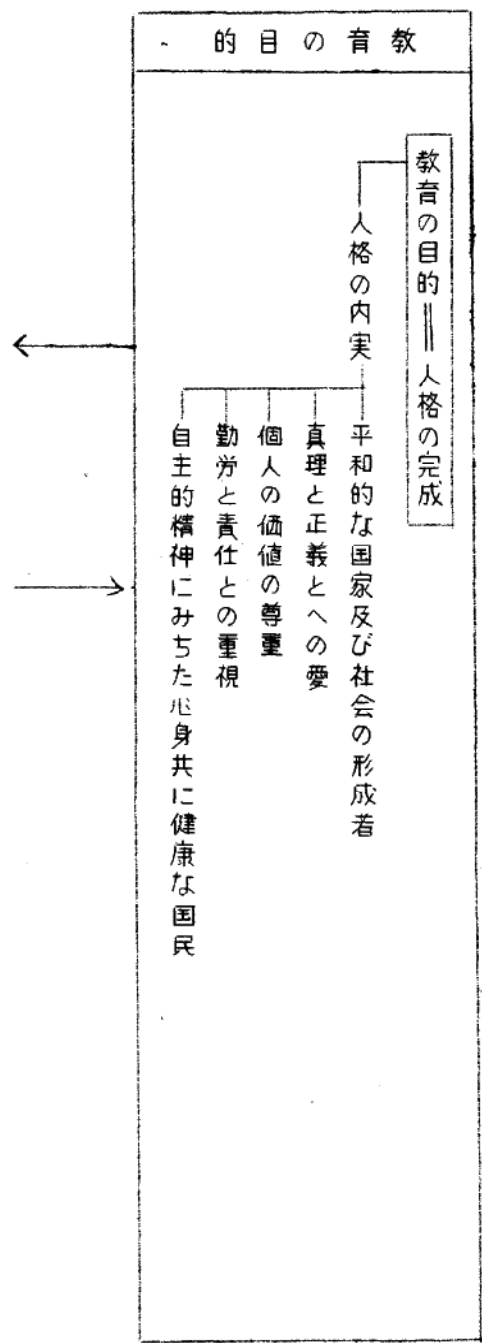 教育の目的
教育の目的＝人格の完成
人格の内実
平和的な国家及び社会の形成者
真理と正義とへの愛
個人の価値の尊重
勤労と責任との重視
自主的精神にみちた心身共に健康な国民